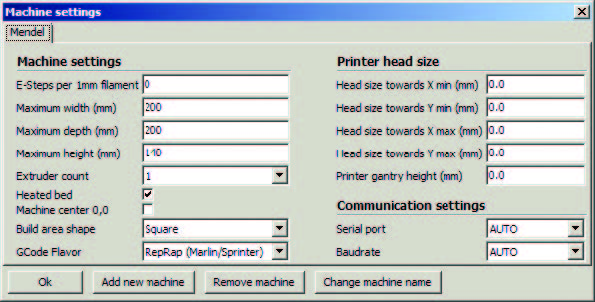 Machine settings
Mendel
Machine settings
E-Steps per 1mm filament 0
Maximum width (mm) 200
Maximum depth (mm) 200
Maximum height (mm) 140
Extruder count 1
Heated bed
Machine center 0,0
Build area shape Square
GCode Flavor RepRap (Marlin/Sprinter)
Printer head size
Head size towards X min (mm) 0.0
Head size towards Y min (mm) 0.0
Head size towards X max (mm) 0.0
Head size towards Y max (mm) 0.0
Printer gantry height (mm) 0.0
Communication settings
Serial port AUTO
Baudrate AUTO
Ok Add new machine Remove machine Change machine name